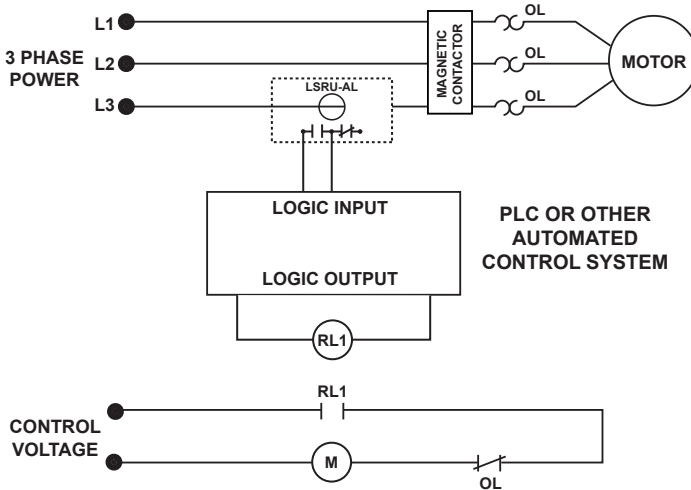 OL
L1
3 PHASE
POWER
L2
L3
MAGNETIC
CONTACTOR
OL
OL
MOTOR
LSRU-AL
LOGIC INPUT
LOGIC OUTPUT
PLC OR OTHER
AUTOMATED
CONTROL SYSTEM
RL1
RL1
CONTROL
VOLTAGE
M
OL